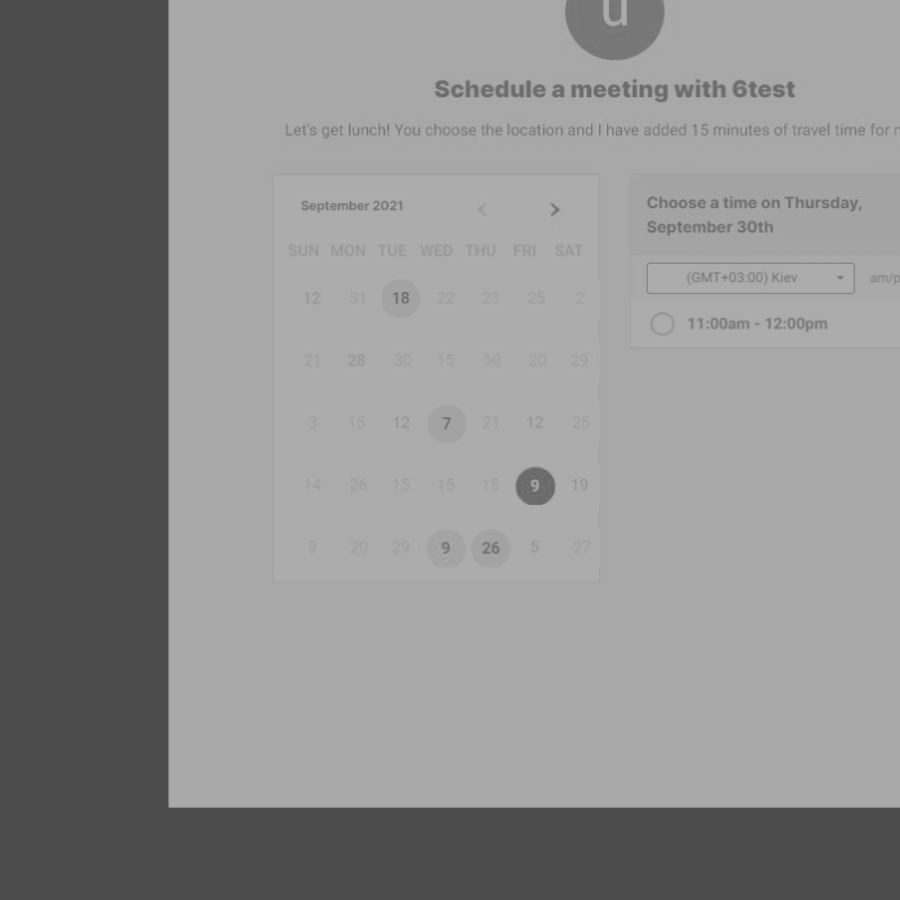 u
Schedule a meeting with 6test
Let's get lunch! You choose the location and I have added 15 minutes of travel time for
September 2021
SUN MON TUE WED THU FRI SAT
12 31 18 22 23 25 2
21 28 30 15 30 20 29
3 15 12 7 21 12 25
14 26 15 15 15 9 19
9 20 29 9 26 5 27
Choose a time on Thursday,
September 30th
(GMT+03:00) Kiev
am/p
11:00am - 12:00pm